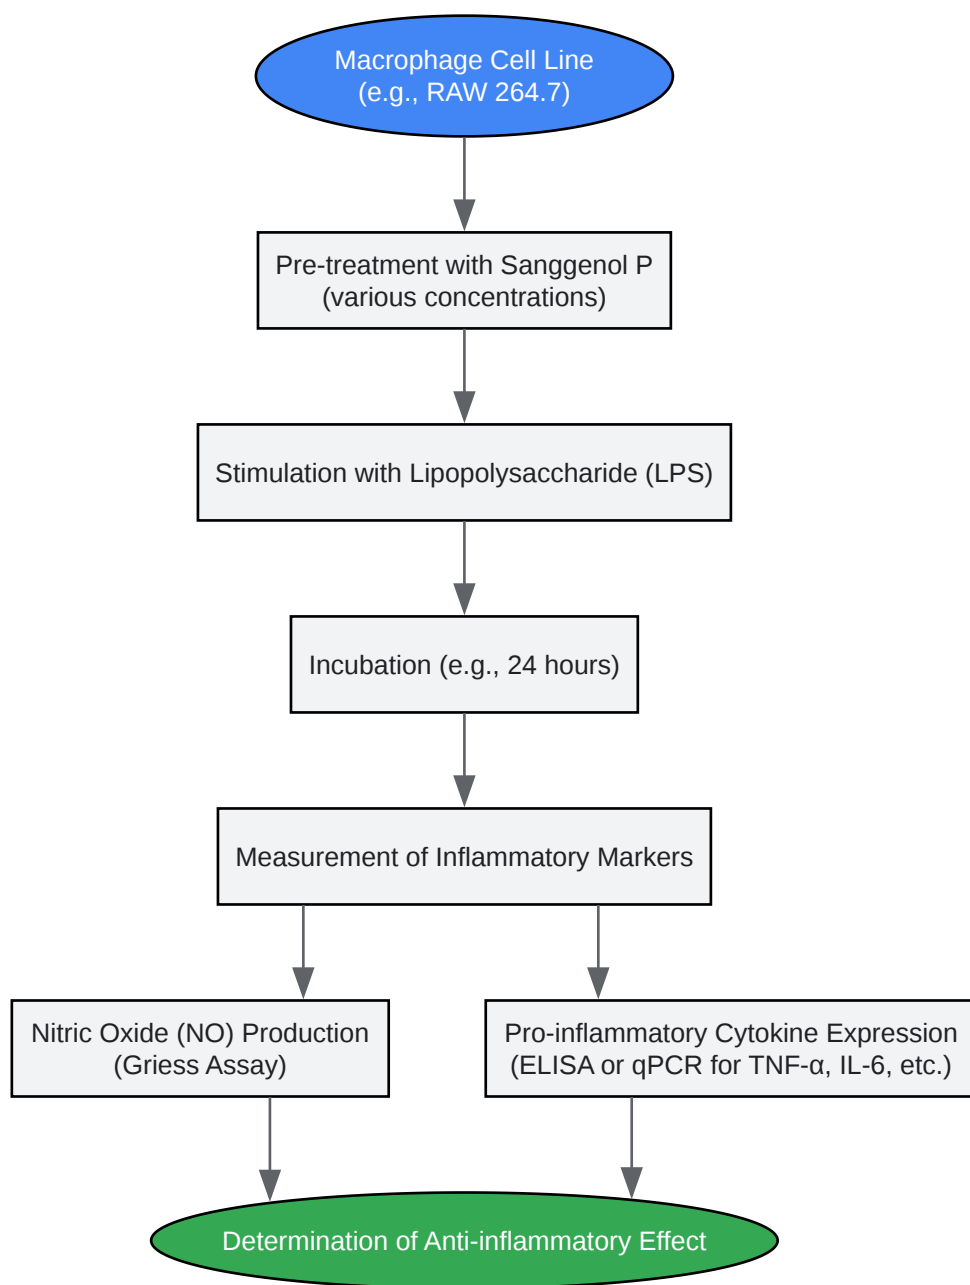 Macrophage Cell Line
(e.g., RAW 264.7)
Pre-treatment with Sanggenol P
(various concentrations)
Stimulation with Lipopolysaccharide (LPS)
Incubation (e.g., 24 hours)
Measurement of Inflammatory Markers
Nitric Oxide (NO) Production
(Griess Assay)
Pro-inflammatory Cytokine Expression
(ELISA or qPCR for TNF-α, IL-6, etc.)
Determination of Anti-inflammatory Effect